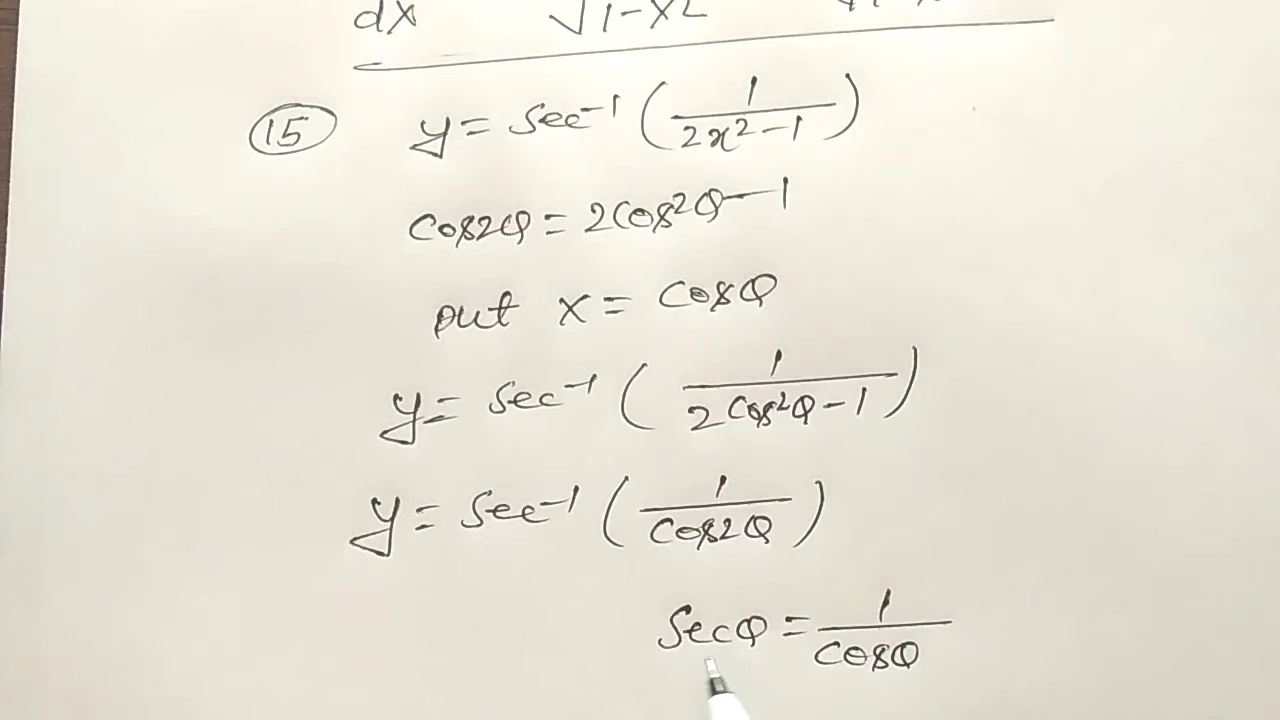 dx √1-x2
(15) y = Sec⁻¹ (1/(2x²-1))
Cos2θ = 2Cos²θ-1
put x = Cosθ
y = Sec⁻¹ (1/(2Cos²θ-1))
y = Sec⁻¹ (1/(Cos2θ))
Secθ = 1/Cosθ